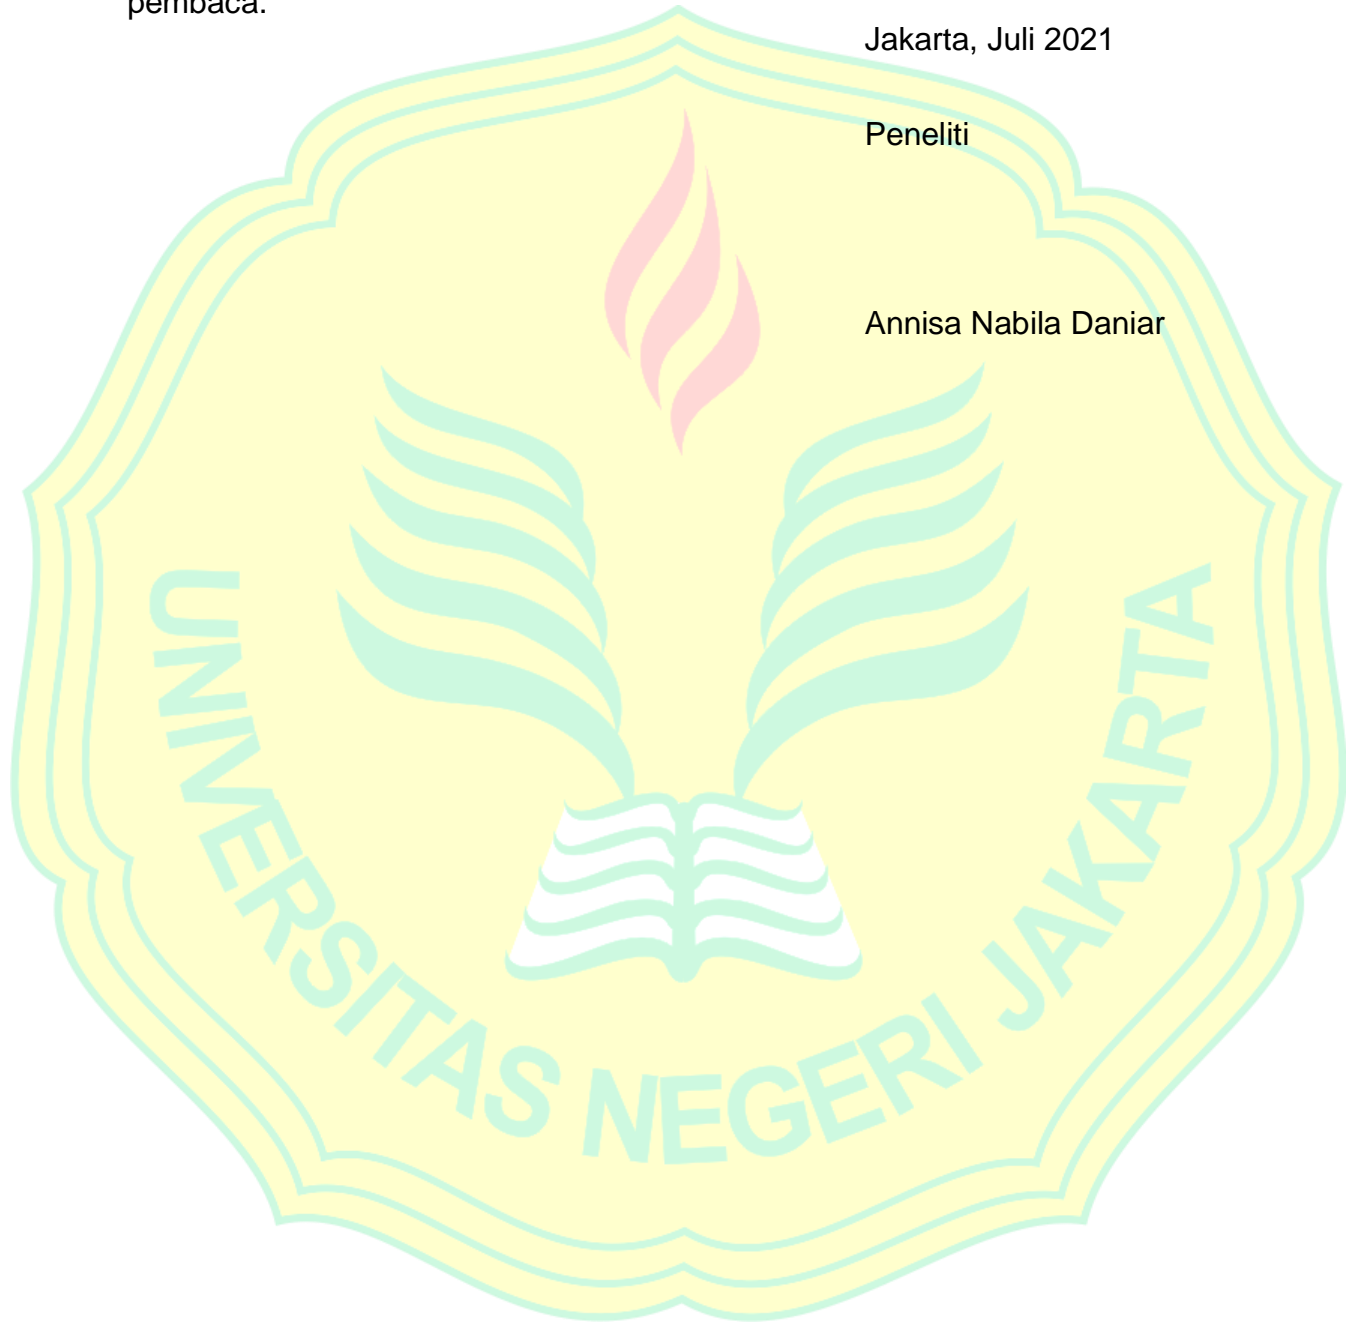 pembaca.
Jakarta, Juli 2021
Peneliti
Annisa Nabila Daniar
UNIVERSITAS NEGERI JAKARTA